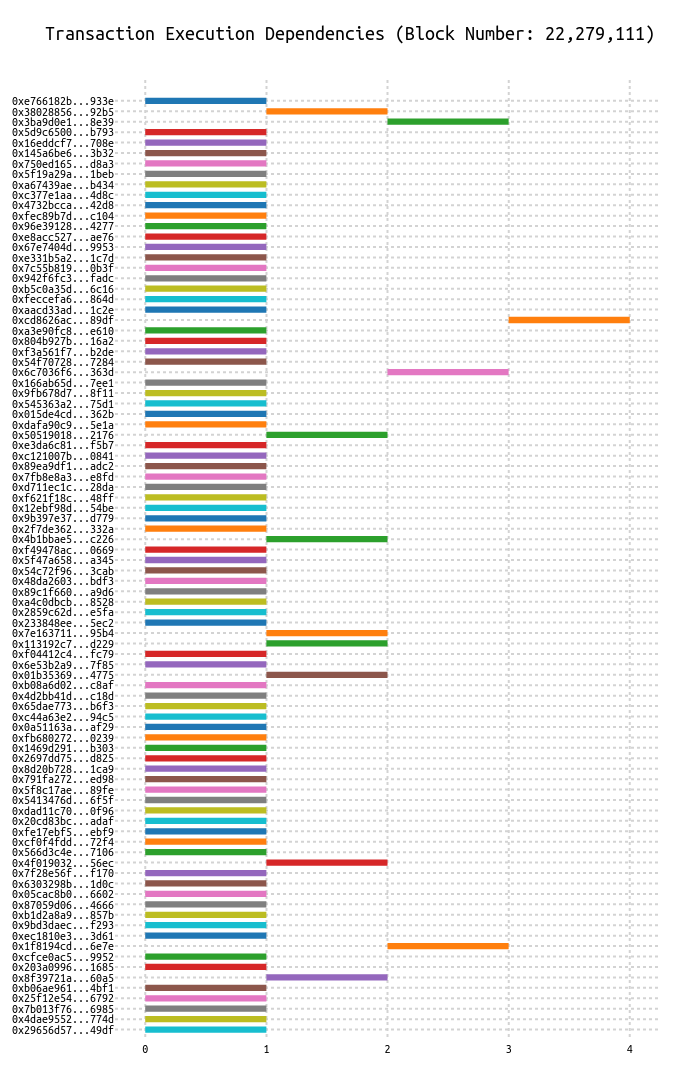 Transaction Execution Dependencies (Block Number: 22,279,111)
0xe766182b...933e
0x38028856...92b5
0x3ba9d0e1...8e39
0x5d9c6500...b793
0x16eddcf7...708e
0x145a6be6...3b32
0x750ed165...d8a3
0x5f19a29a...1beb
0xa67439ae...b434
0xc377e1aa...4d8c
0x4732bcca...42d8
0xfec89b7d...c104
0x96e39128...4277
0xe8acc527...ae76
0x67e7404d...9953
0xe331b5a2...1c7d
0x7c55b819...0b3f
0x942f6fc3...fadc
0xb5c0a35d...6c16
0xfeccefa6...864d
0xaacd33ad...1c2e
0xcd8626ac...89df
0xa3e90fc8...e610
0x804b927b...16a2
0xf3a561f7...b2de
0x54f70728...7284
0x6c7036f6...363d
0x166ab65d...7ee1
0x9fb678d7...8f11
0x545363a2...75d1
0x015de4cd...362b
0xdafa90c9...5e1a
0x50519018...2176
0xe3da6c81...f5b7
0xc121007b...0841
0x89ea9df1...adc2
0x7fb8e8a3...e8fd
0xd711ec1c...28da
0xf621f18c...48ff
0x12ebf98d...54be
0x9b397e37...d779
0x2f7de362...332a
0x4b1bbae5...c226
0xf49478ac...0669
0x5f47a658...a345
0x54c72f96...3cab
0x48da2603...bdf3
0x89c1f660...a9d6
0xa4c0dbcb...8528
0x2859c62d...e5fa
0x233848ee...5ec2
0x7e163711...95b4
0x113192c7...d229
0xf04412c4...fc79
0x6e53b2a9...7f85
0x01b35369...4775
0xb08a6d02...c8af
0x4d2bb41d...c18d
0x65dae773...b6f3
0xc44a63e2...94c5
0x0a51163a...af29
0xfb680272...0239
0x1469d291...b303
0x2697dd75...d825
0x8d20b728...1ca9
0x791fa272...ed98
0x5f8c17ae...89fe
0x5413476d...6f5f
0xdad11c70...0f96
0x20cd83bc...adaf
0xfe17ebf5...ebf9
0xcf0f4fdd...72f4
0x566d3c4e...7106
0x4f019032...56ec
0x7f28e56f...f170
0x6303298b...1d0c
0x05cac8b0...6602
0x87059d06...4666
0xb1d2a8a9...857b
0x9bd3daec...f293
0xec1810e3...3d61
0x1f8194cd...6e7e
0xcfce0ac5...9952
0x203a0996...1685
0x8f39721a...60a5
0xb06ae961...4bf1
0x25f12e54...6792
0x7b013f76...6985
0x4dae9552...774d
0x29656d57...49df
0 1 2 3 4